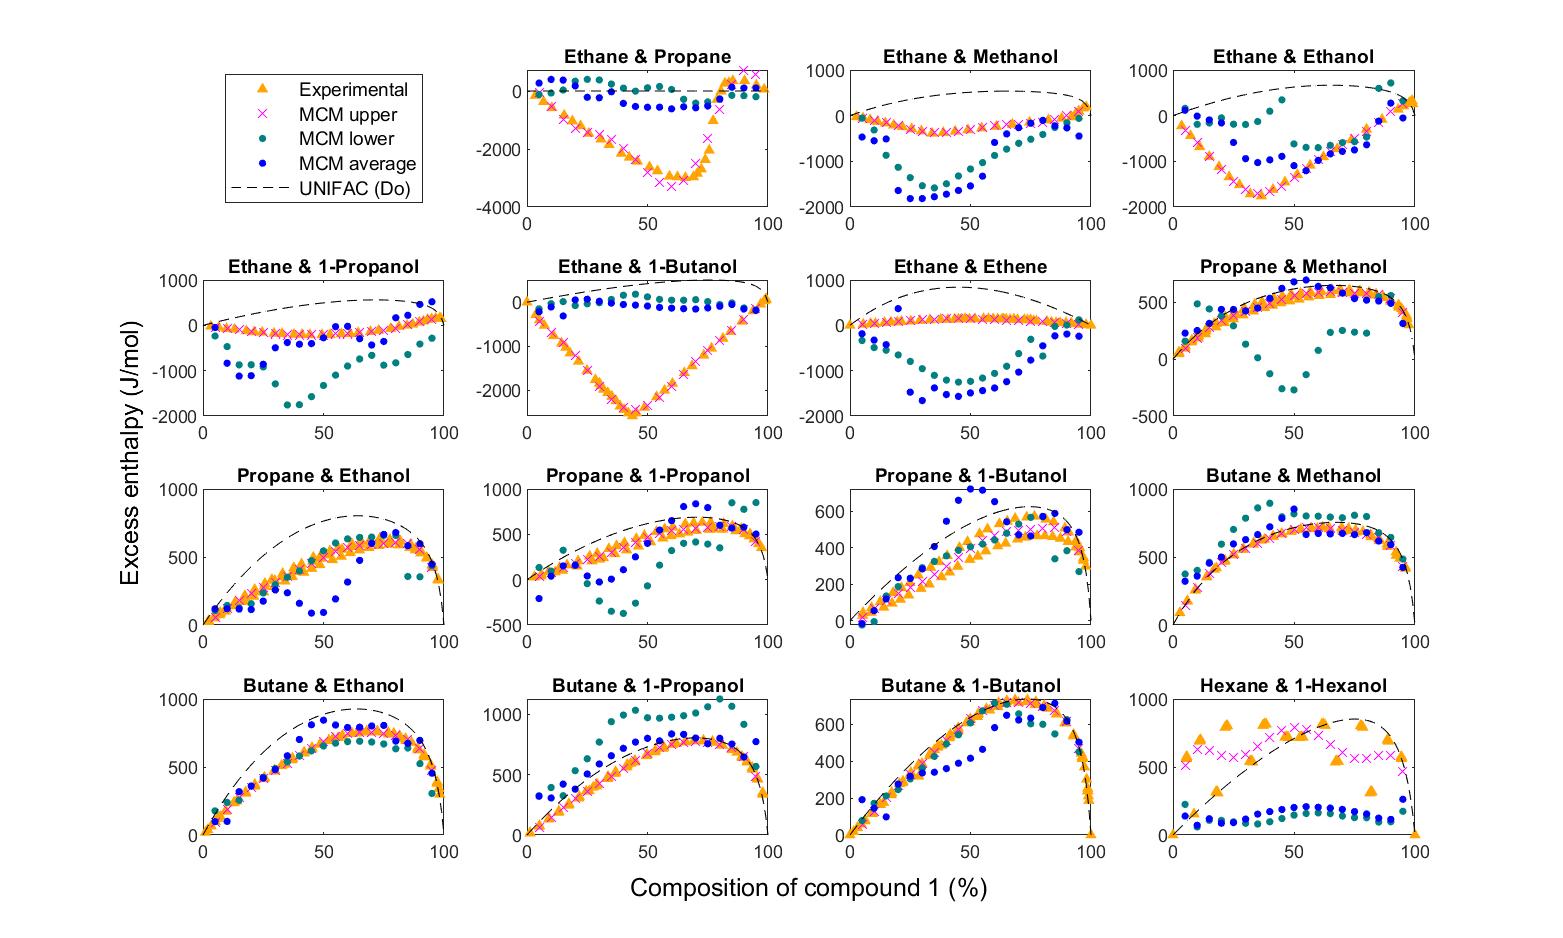 Experimental
MCM upper
MCM lower
MCM average
UNIFAC (Do)
Ethane & Propane
0
-2000
-4000
0 50 100
Ethane & Methanol
1000
0
-1000
-2000
0 50 100
Ethane & Ethanol
1000
0
-1000
-2000
0 50 100
Ethane & 1-Propanol
1000
0
-1000
-2000
0 50 100
Ethane & 1-Butanol
0
-1000
-2000
0 50 100
Ethane & Ethene
1000
0
-1000
-2000
0 50 100
Propane & Methanol
500
0
-500
0 50 100
Propane & Ethanol
1000
500
0
0 50 100
Propane & 1-Propanol
1000
500
0
-500
0 50 100
Propane & 1-Butanol
600
400
200
0
0 50 100
Butane & Methanol
1000
500
0
0 50 100
Butane & Ethanol
1000
500
0
0 50 100
Butane & 1-Propanol
1000
500
0
0 50 100
Butane & 1-Butanol
600
400
200
0
0 50 100
Hexane & 1-Hexanol
1000
500
0
0 50 100
Excess enthalpy (J/mol)
Composition of compound 1 (%)